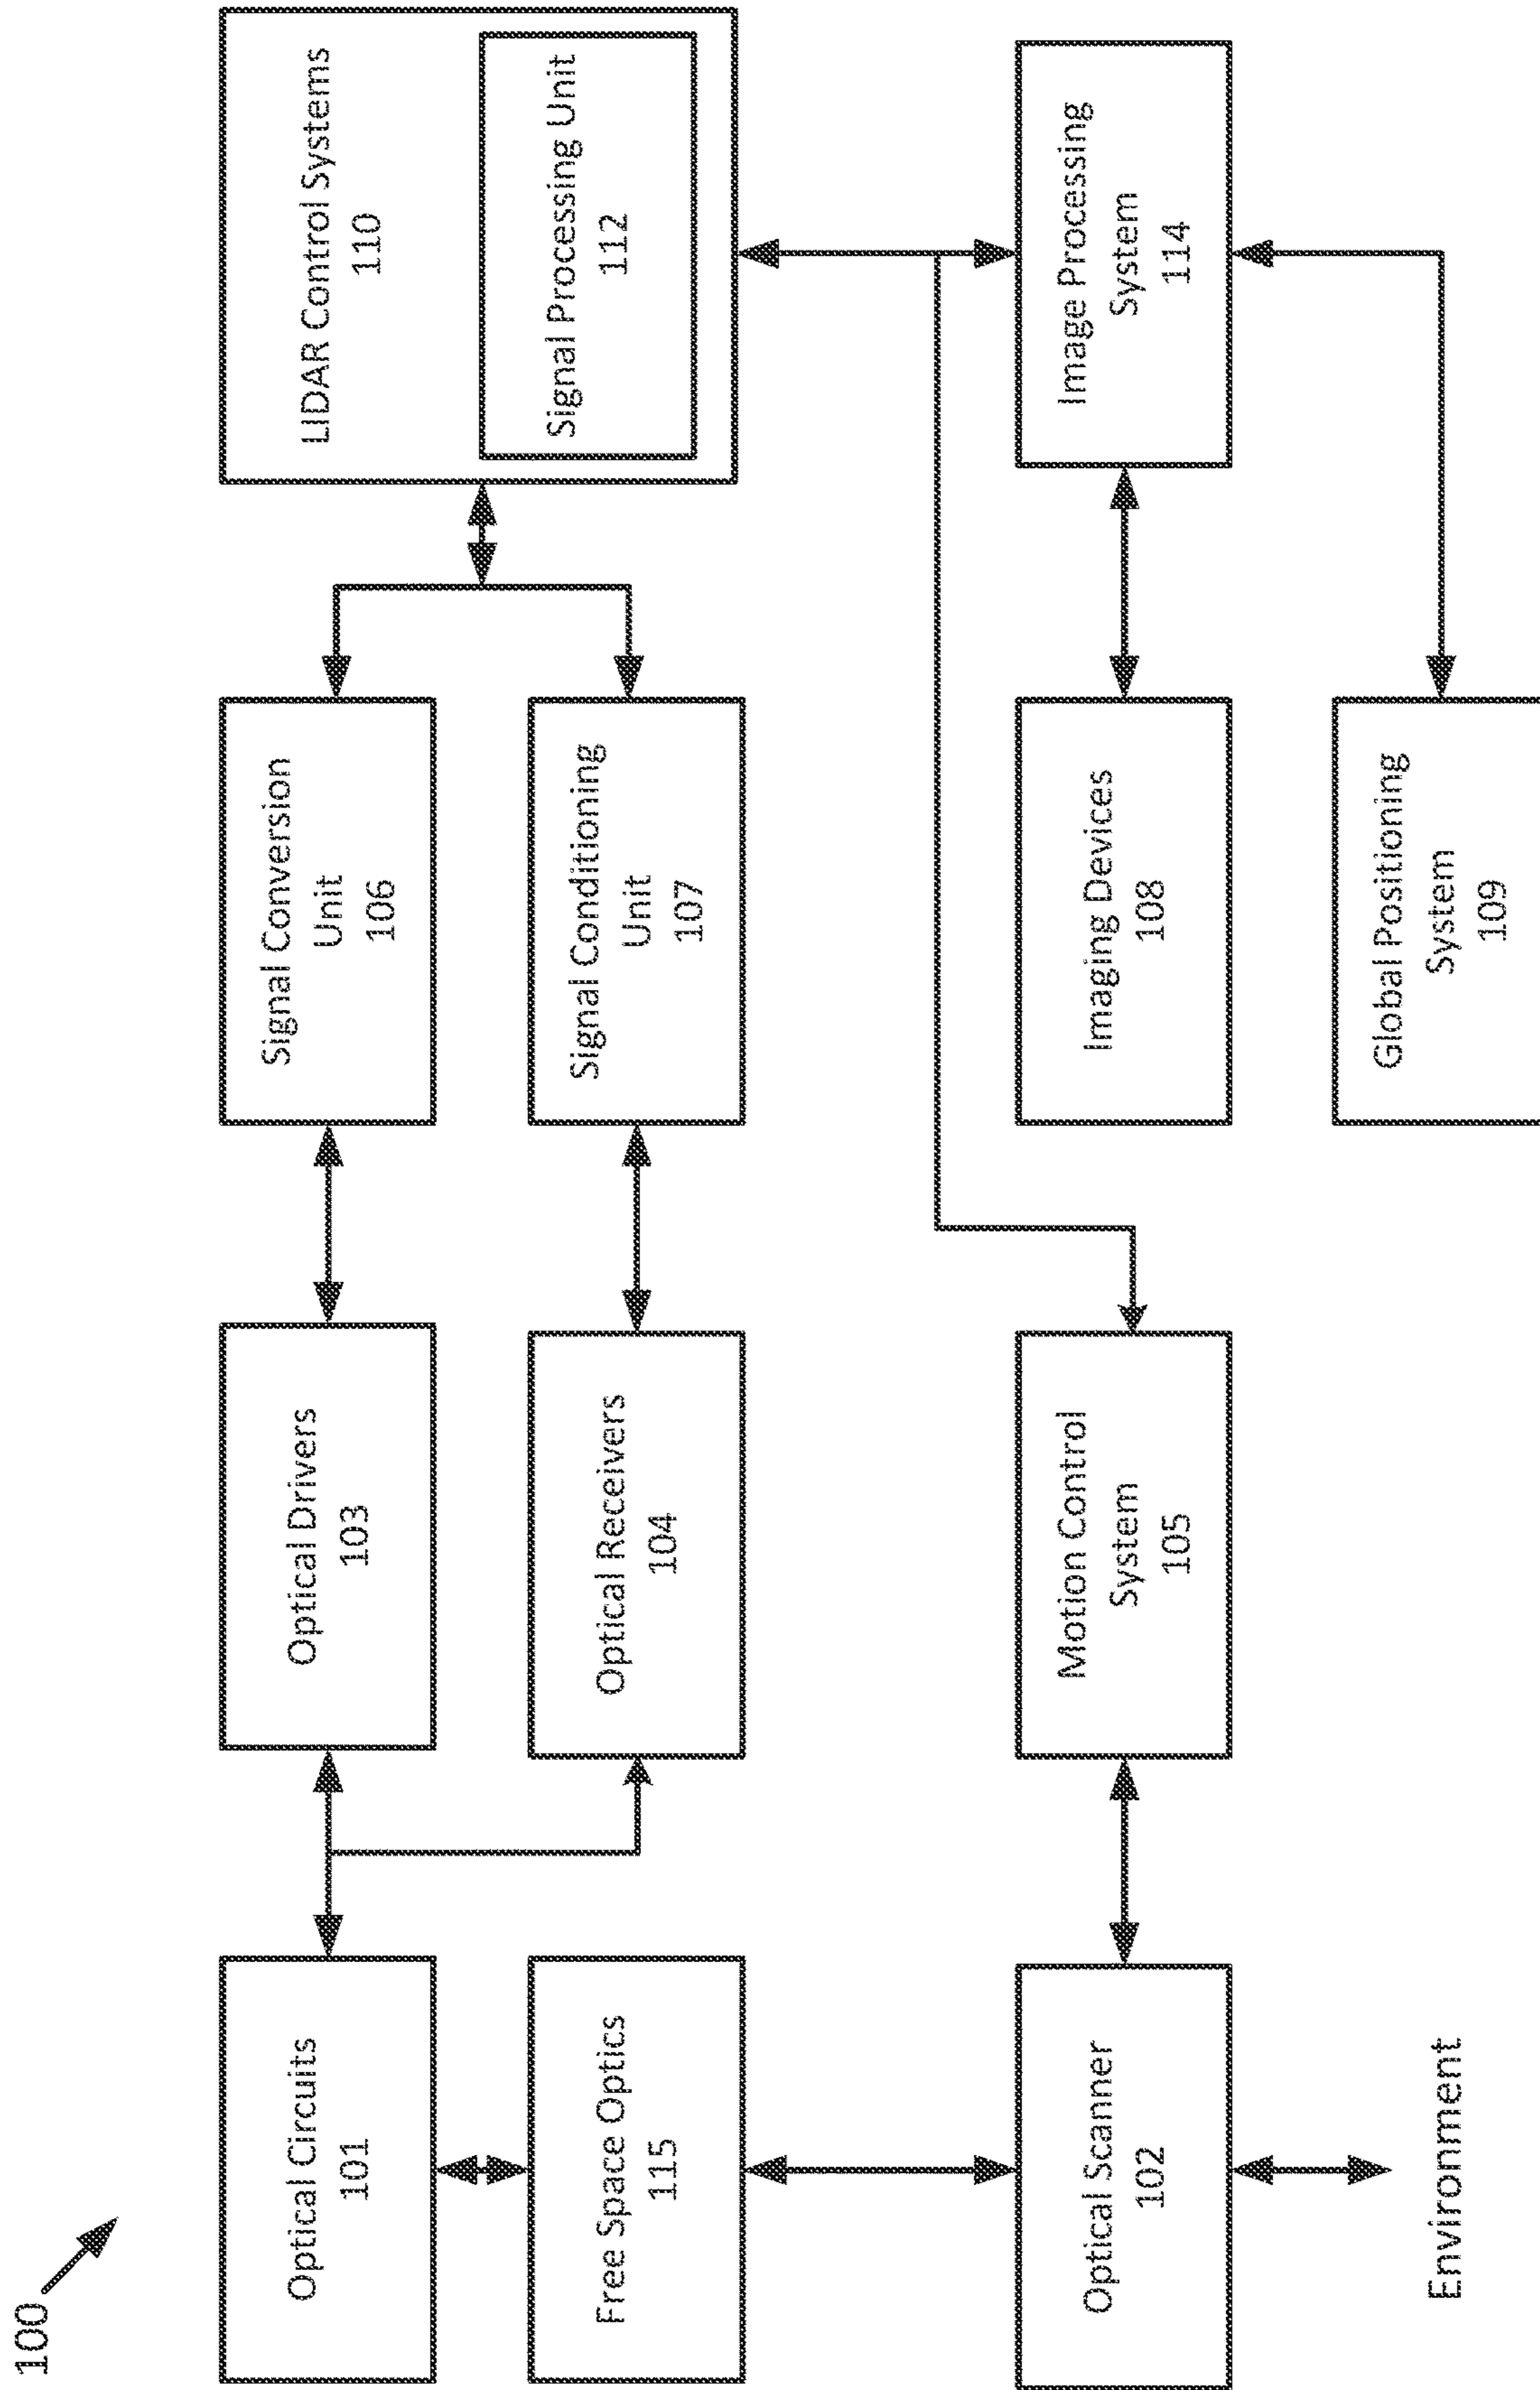 100
Optical Circuits
101
Optical Drivers
103
Signal Conversion
Unit
106
LIDAR Control Systems
110
Signal Processing Unit
112
Free Space Optics
115
Optical Receivers
104
Signal Conditioning
Unit
107
Optical Scanner
102
Motion Control
System
105
Imaging Devices
108
Image Processing
System
114
Environment
Global Positioning
System
109